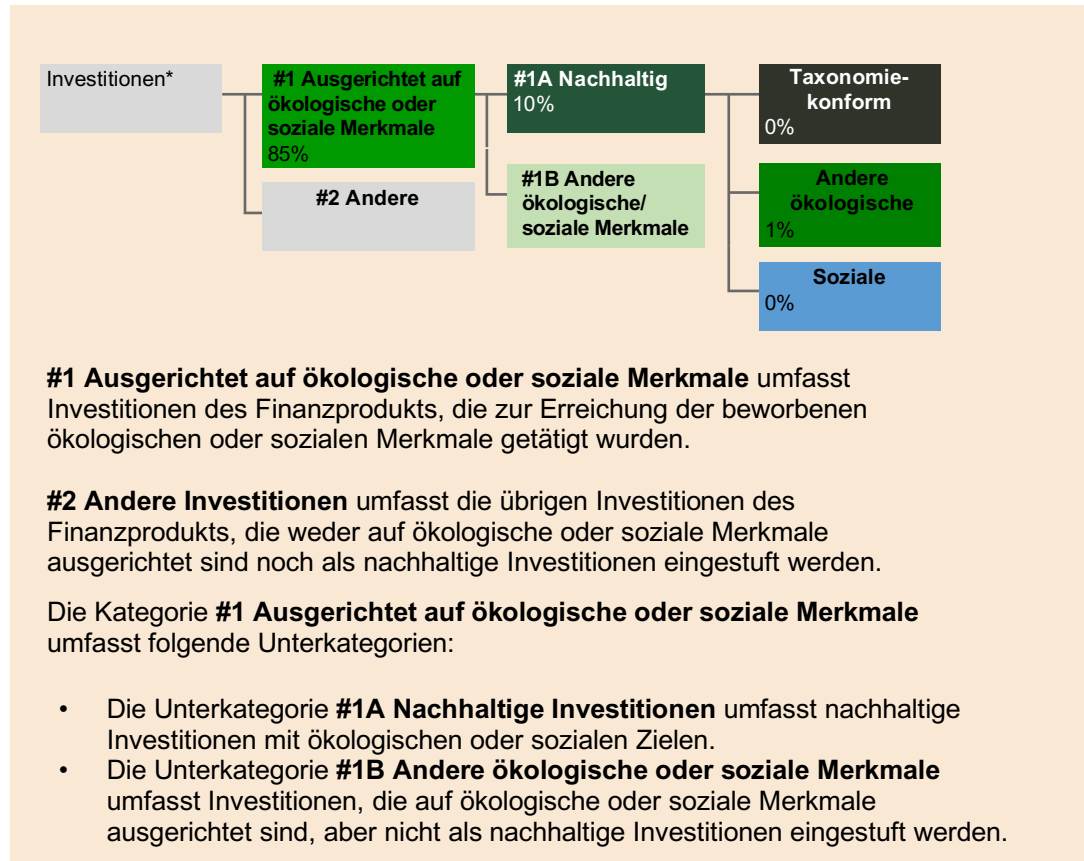 Investitionen*
#1 Ausgerichtet auf
ökologische oder
soziale Merkmale
85%
#2 Andere
#1A Nachhaltig
10%
#1B Andere
ökologische/
soziale Merkmale
Taxonomie-
konform
0%
Andere
ökologische
1%
Soziale
0%
#1 Ausgerichtet auf ökologische oder soziale Merkmale umfasst
Investitionen des Finanzprodukts, die zur Erreichung der beworbenen
ökologischen oder sozialen Merkmale getätigt wurden.
#2 Andere Investitionen umfasst die übrigen Investitionen des
Finanzprodukts, die weder auf ökologische oder soziale Merkmale
ausgerichtet sind noch als nachhaltige Investitionen eingestuft werden.
Die Kategorie #1 Ausgerichtet auf ökologische oder soziale Merkmale
umfasst folgende Unterkategorien:
• Die Unterkategorie #1A Nachhaltige Investitionen umfasst nachhaltige
Investitionen mit ökologischen oder sozialen Zielen.
• Die Unterkategorie #1B Andere ökologische oder soziale Merkmale
umfasst Investitionen, die auf ökologische oder soziale Merkmale
ausgerichtet sind, aber nicht als nachhaltige Investitionen eingestuft werden.